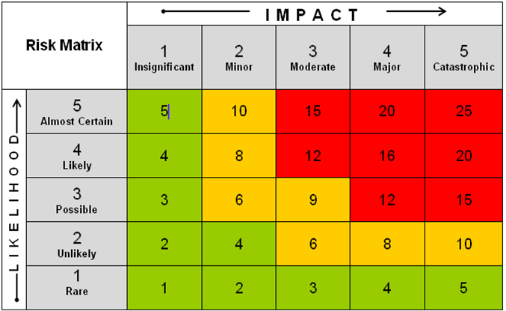 IMPACT
Risk Matrix
1 2 3 4 5
Insignificant Minor Moderate Major Catastrophic
LIKELIHOOD
5 5 10 15 20 25
Almost Certain
4 4 8 12 16 20
Likely
3 3 6 9 12 15
Possible
2 2 4 6 8 10
Unlikely
1 1 2 3 4 5
Rare